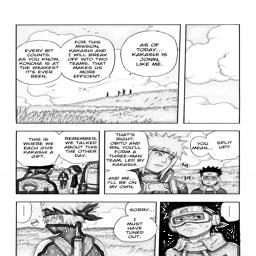 AS OF
TODAY...
KAKASHI IS
JONIN,
LIKE ME.
FOR THIS
MISSION,
KAKASHI AND
I WILL BREAK
OFF INTO TWO
TEAMS. THAT
MAKES US
MORE
EFFICIENT.
EVERY BIT
COUNTS.
AS YOU KNOW,
KONOHA IS AT
THE WEAKEST
IT'S EVER
BEEN.
SPLIT
UP?
YOU
MEAN...
THAT'S
RIGHT,
OBITO AND
RIN, YOU'LL
FORM A
THREE-MAN
TEAM, LED BY
KAKASHI.
AND ME...
I'LL BE ON
MY OWN.
REMEMBER,
WE TALKED
ABOUT THIS
THE OTHER
DAY.
THIS IS
WHERE WE
EACH GIVE
KAKASHI
A GIFT.
SORRY...
I
MUST
HAVE
TUNED
OUT.